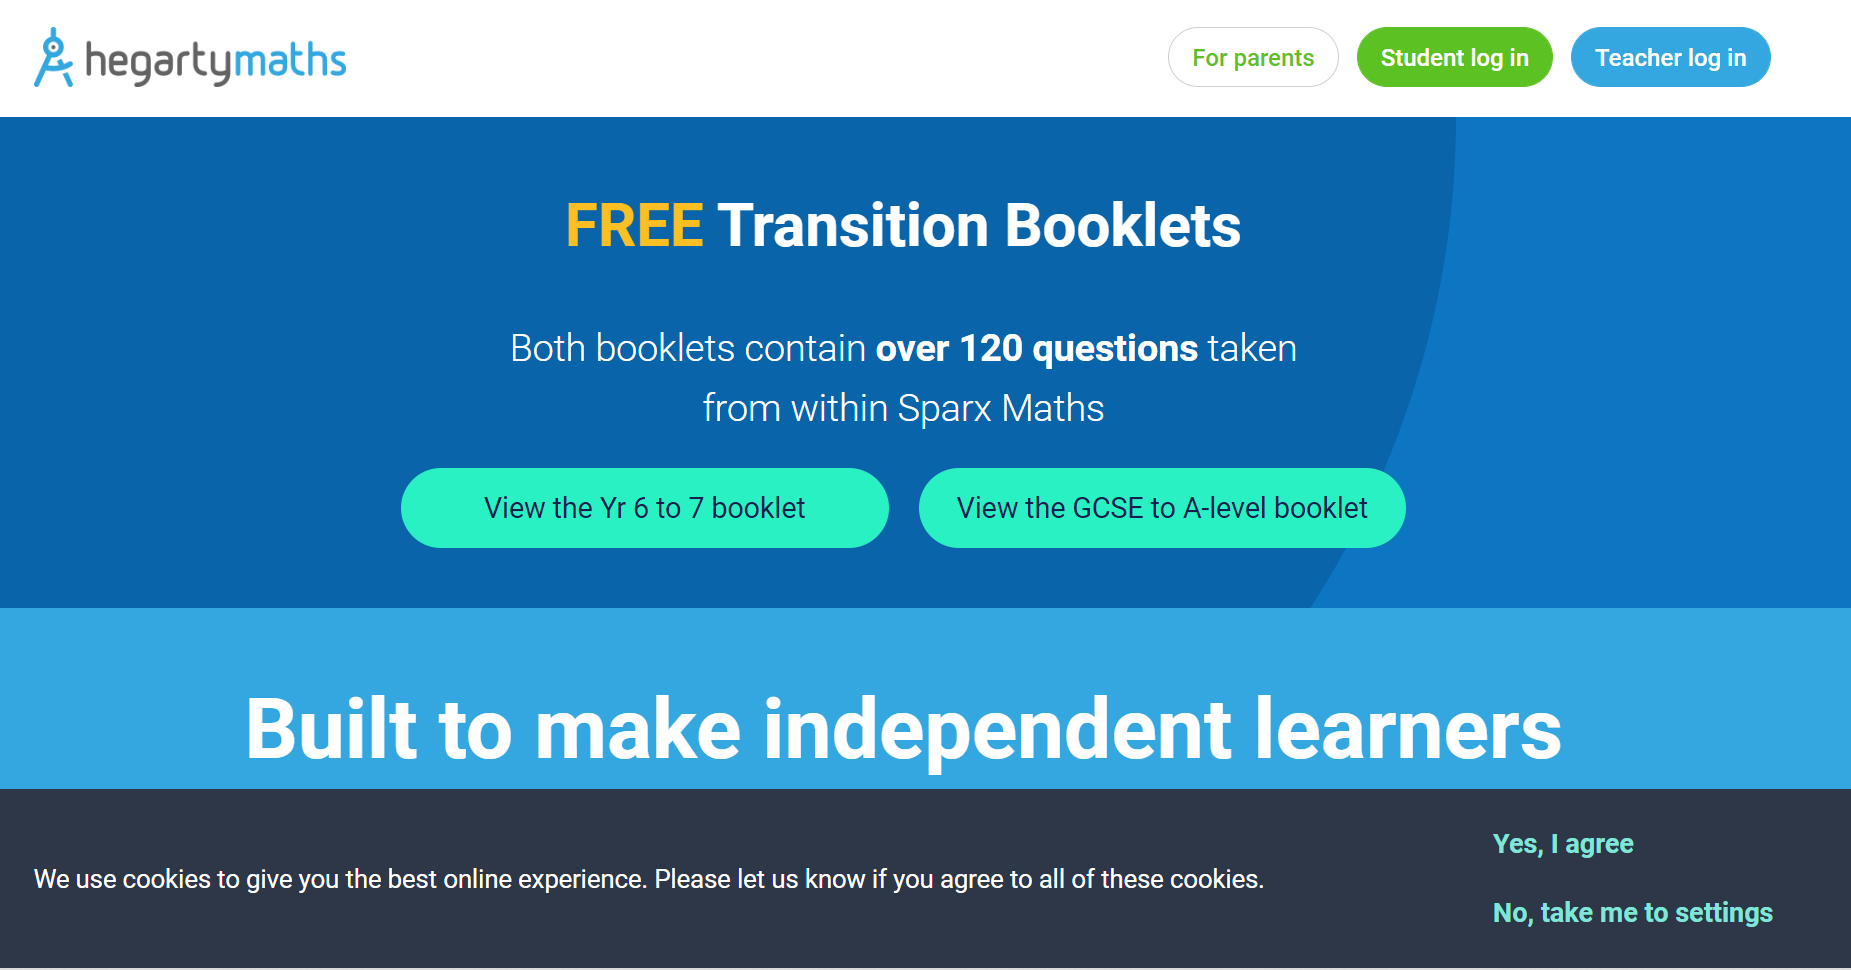 hegartymaths
For parents
Student log in
Teacher log in
FREE Transition Booklets
Both booklets contain over 120 questions taken
from within Sparx Maths
View the Yr 6 to 7 booklet
View the GCSE to A-level booklet
Built to make independent learners
We use cookies to give you the best online experience. Please let us know if you agree to all of these cookies.
Yes, I agree
No, take me to settings